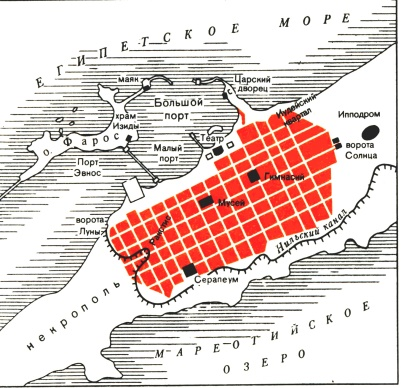 ЕГИПЕТСКОЕ МОРЕ
маяк
Царский
дворец
Большой
порт
Иудейский
квартал
храм
Изиды
Ипподром
о. Фарос
Театр
Малый
порт
ворота
Солнца
Порт
Эвнос
Гимнасий
Мусей
ворота
Луны
Ракотис
Нильский канал
Серапеум
некрополь
МАРЕОТИЙСКОЕ
ОЗЕРО